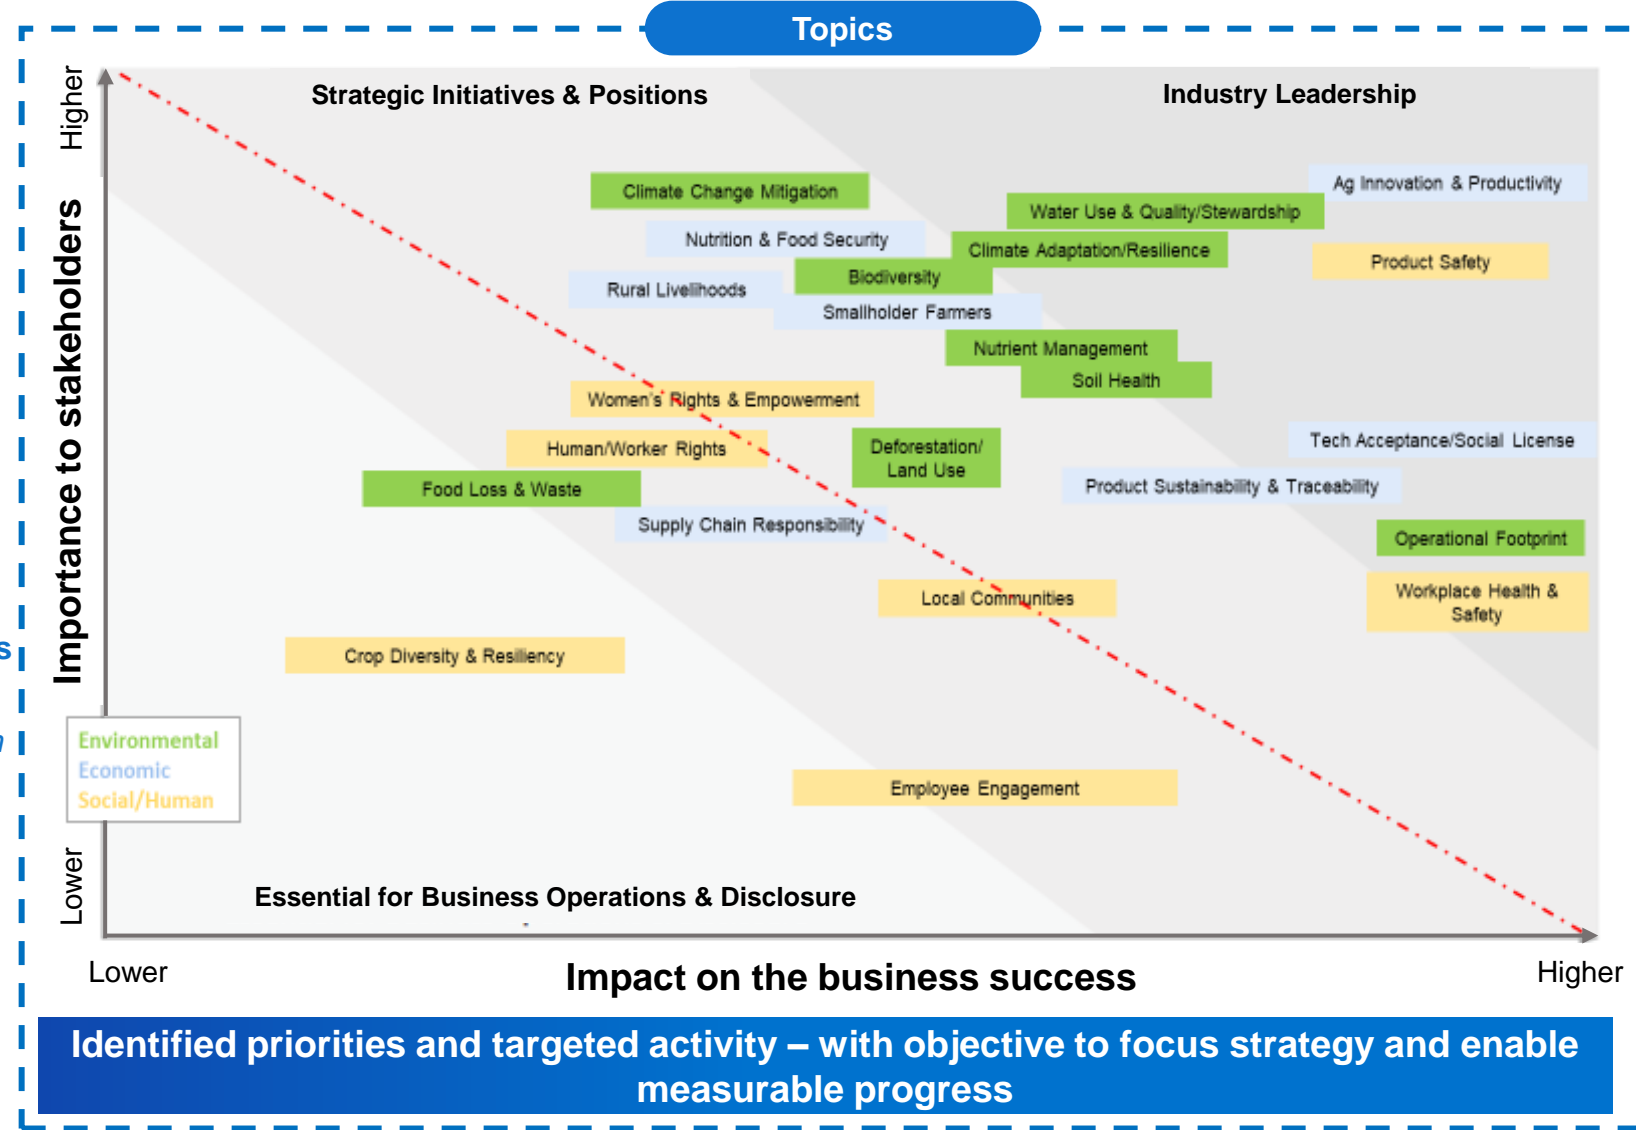 Topics
Higher
Strategic Initiatives & Positions
Industry Leadership
Ag Innovation & Productivity
Climate Change Mitigation
Water Use & Quality/Stewardship
Nutrition & Food Security
Climate Adaptation/Resilience
Product Safety
Biodiversity
Rural Livelihoods
Smallholder Farmers
Nutrient Management
Soil Health
Women's Rights & Empowerment
Importance to stakeholders
Human/Worker Rights
Deforestation/
Land Use
Tech Acceptance/Social License
Food Loss & Waste
Product Sustainability & Traceability
Supply Chain Responsibility
Operational Footprint
Local Communities
Workplace Health &
Safety
s
Crop Diversity & Resiliency
Environmental
Economic
Social/Human
Employee Engagement
Lower
Essential for Business Operations & Disclosure
Lower
Impact on the business success
Higher
Identified priorities and targeted activity – with objective to focus strategy and enable
measurable progress